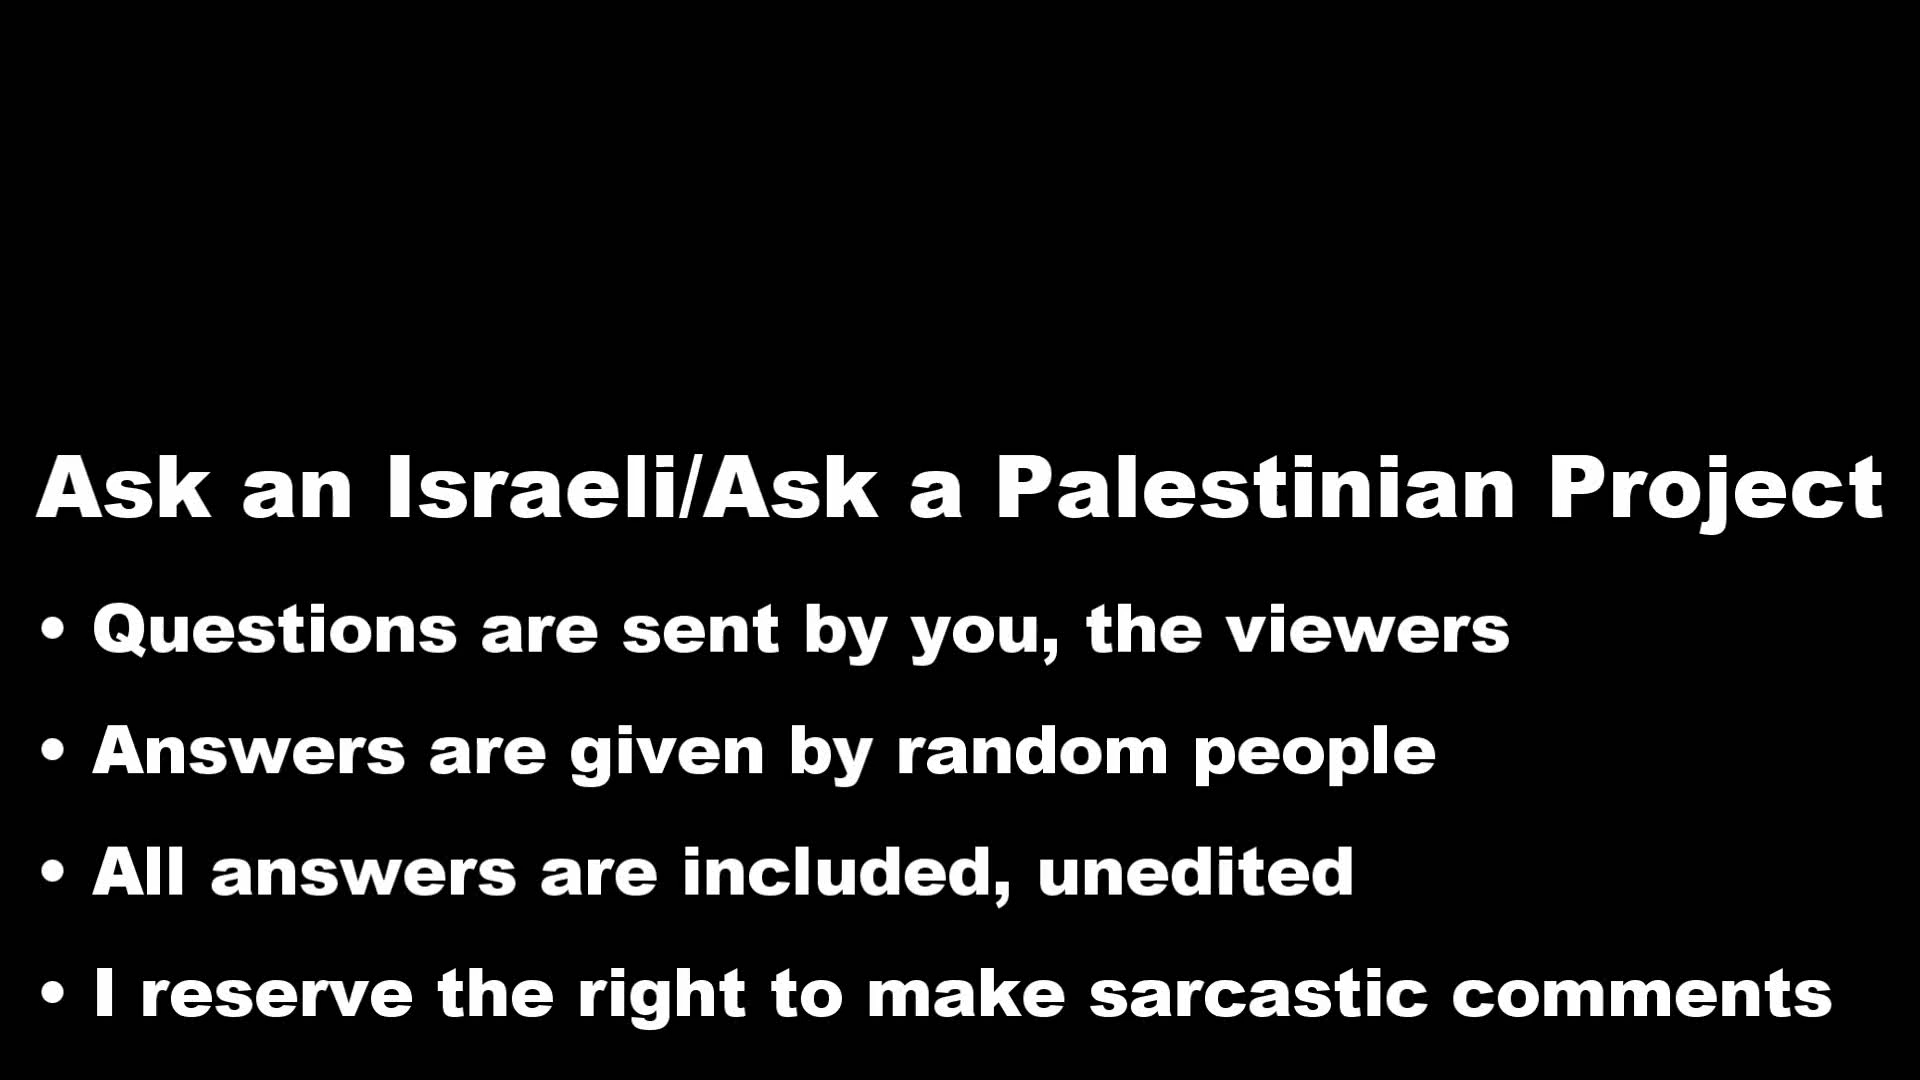 Ask an Israeli/Ask a Palestinian Project
• Questions are sent by you, the viewers
• Answers are given by random people
• All answers are included, unedited
• I reserve the right to make sarcastic comments